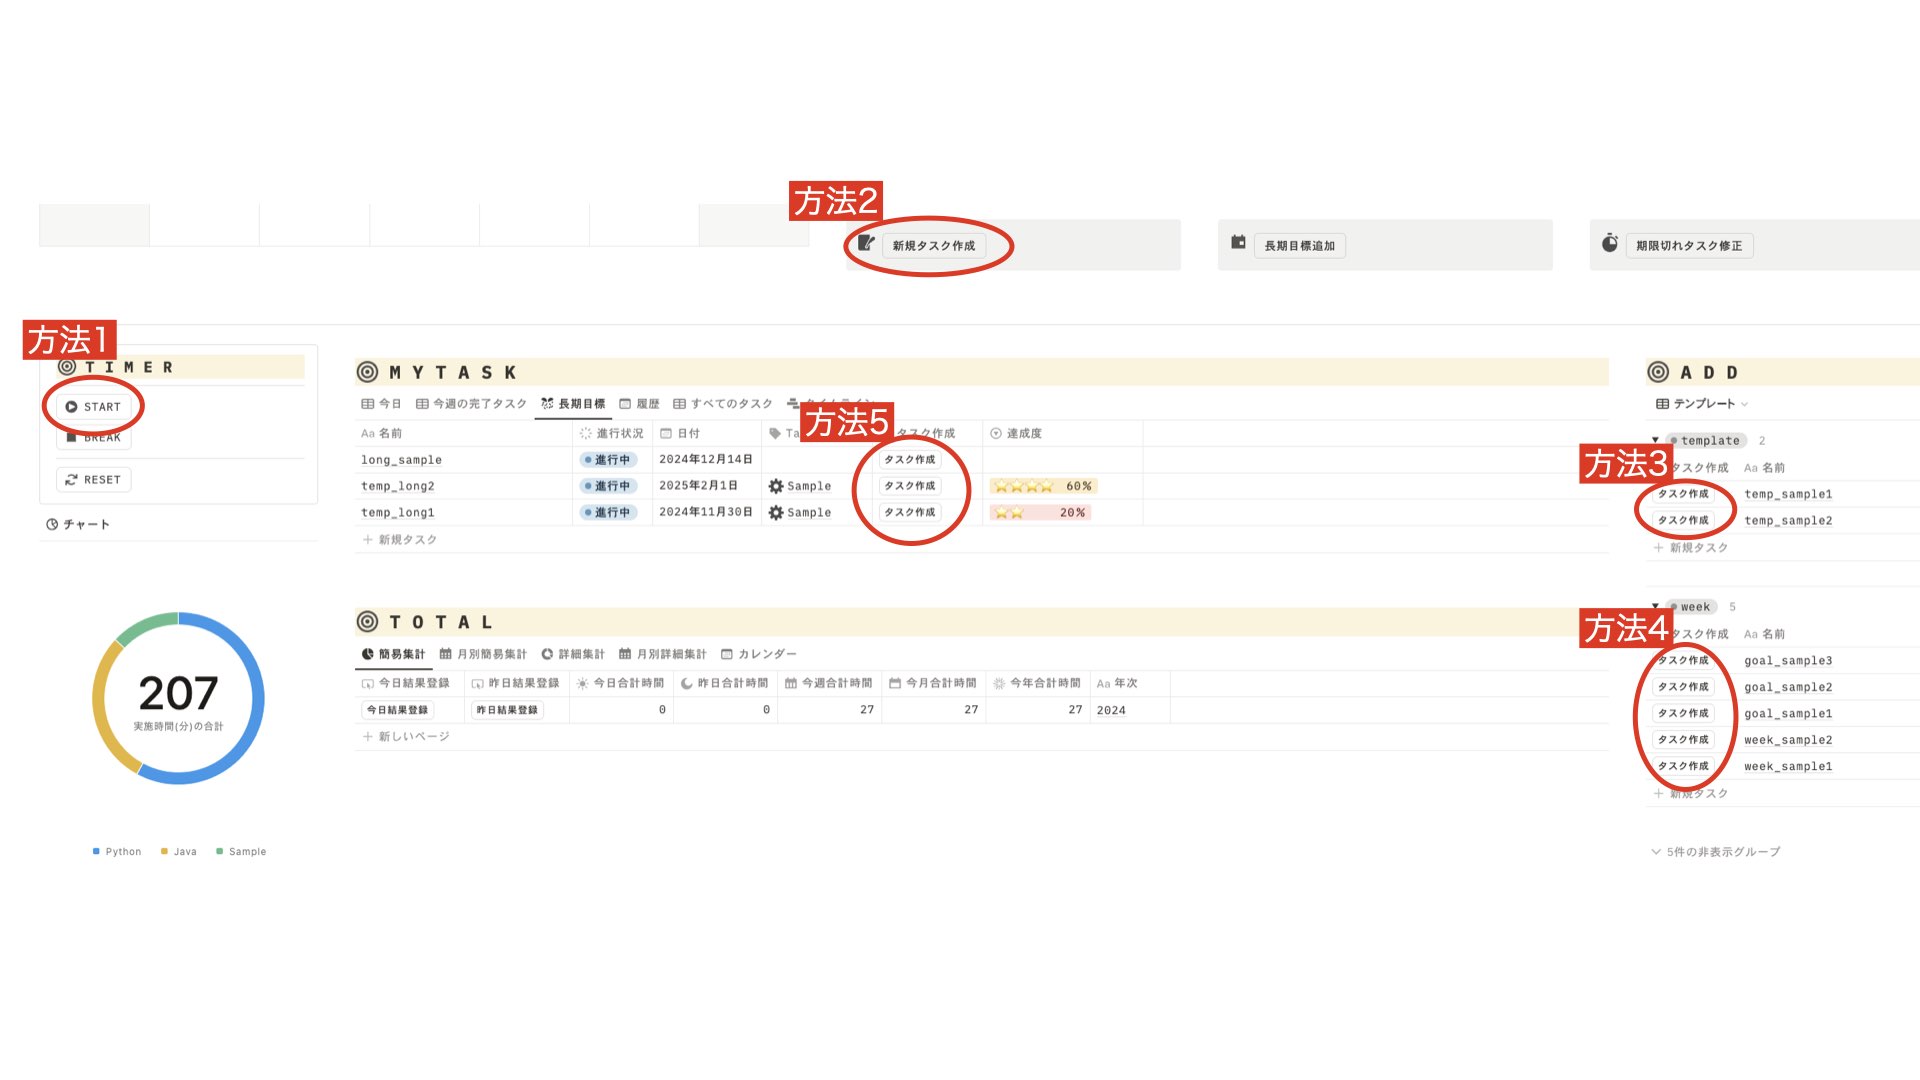 方法2
新規タスク作成
長期目標追加
期限切れタスク修正
方法1
TIMER
START
BREAK
RESET
チャート
207
実施時間(分)の合計
Python Java Sample
MYTASK
今日 今週の完了タスク 長期目標 履歴 すべてのタスク
方法5
Aa 名前 進行状況 日付 タスク作成 達成度
long_sample 進行中 2024年12月14日 タスク作成
temp_long2 進行中 2025年2月1日 Sample タスク作成 60%
temp_long1 進行中 2024年11月30日 Sample タスク作成 20%
+ 新規タスク
TOTAL
簡易集計 月別簡易集計 詳細集計 月別詳細集計 カレンダー
今日結果登録 昨日結果登録 今日合計時間 昨日合計時間 今週合計時間 今月合計時間 今年合計時間 Aa 年次
今日結果登録 昨日結果登録 0 0 27 27 27 2024
+ 新しいページ
ADD
テンプレート
template 2
方法3
タスク作成 Aa 名前
タスク作成 temp_sample1
タスク作成 temp_sample2
+ 新規タスク
week 5
方法4
タスク作成 Aa 名前
タスク作成 goal_sample3
タスク作成 goal_sample2
タスク作成 goal_sample1
タスク作成 week_sample2
タスク作成 week_sample1
+ 新規タスク
5件の非表示グループ